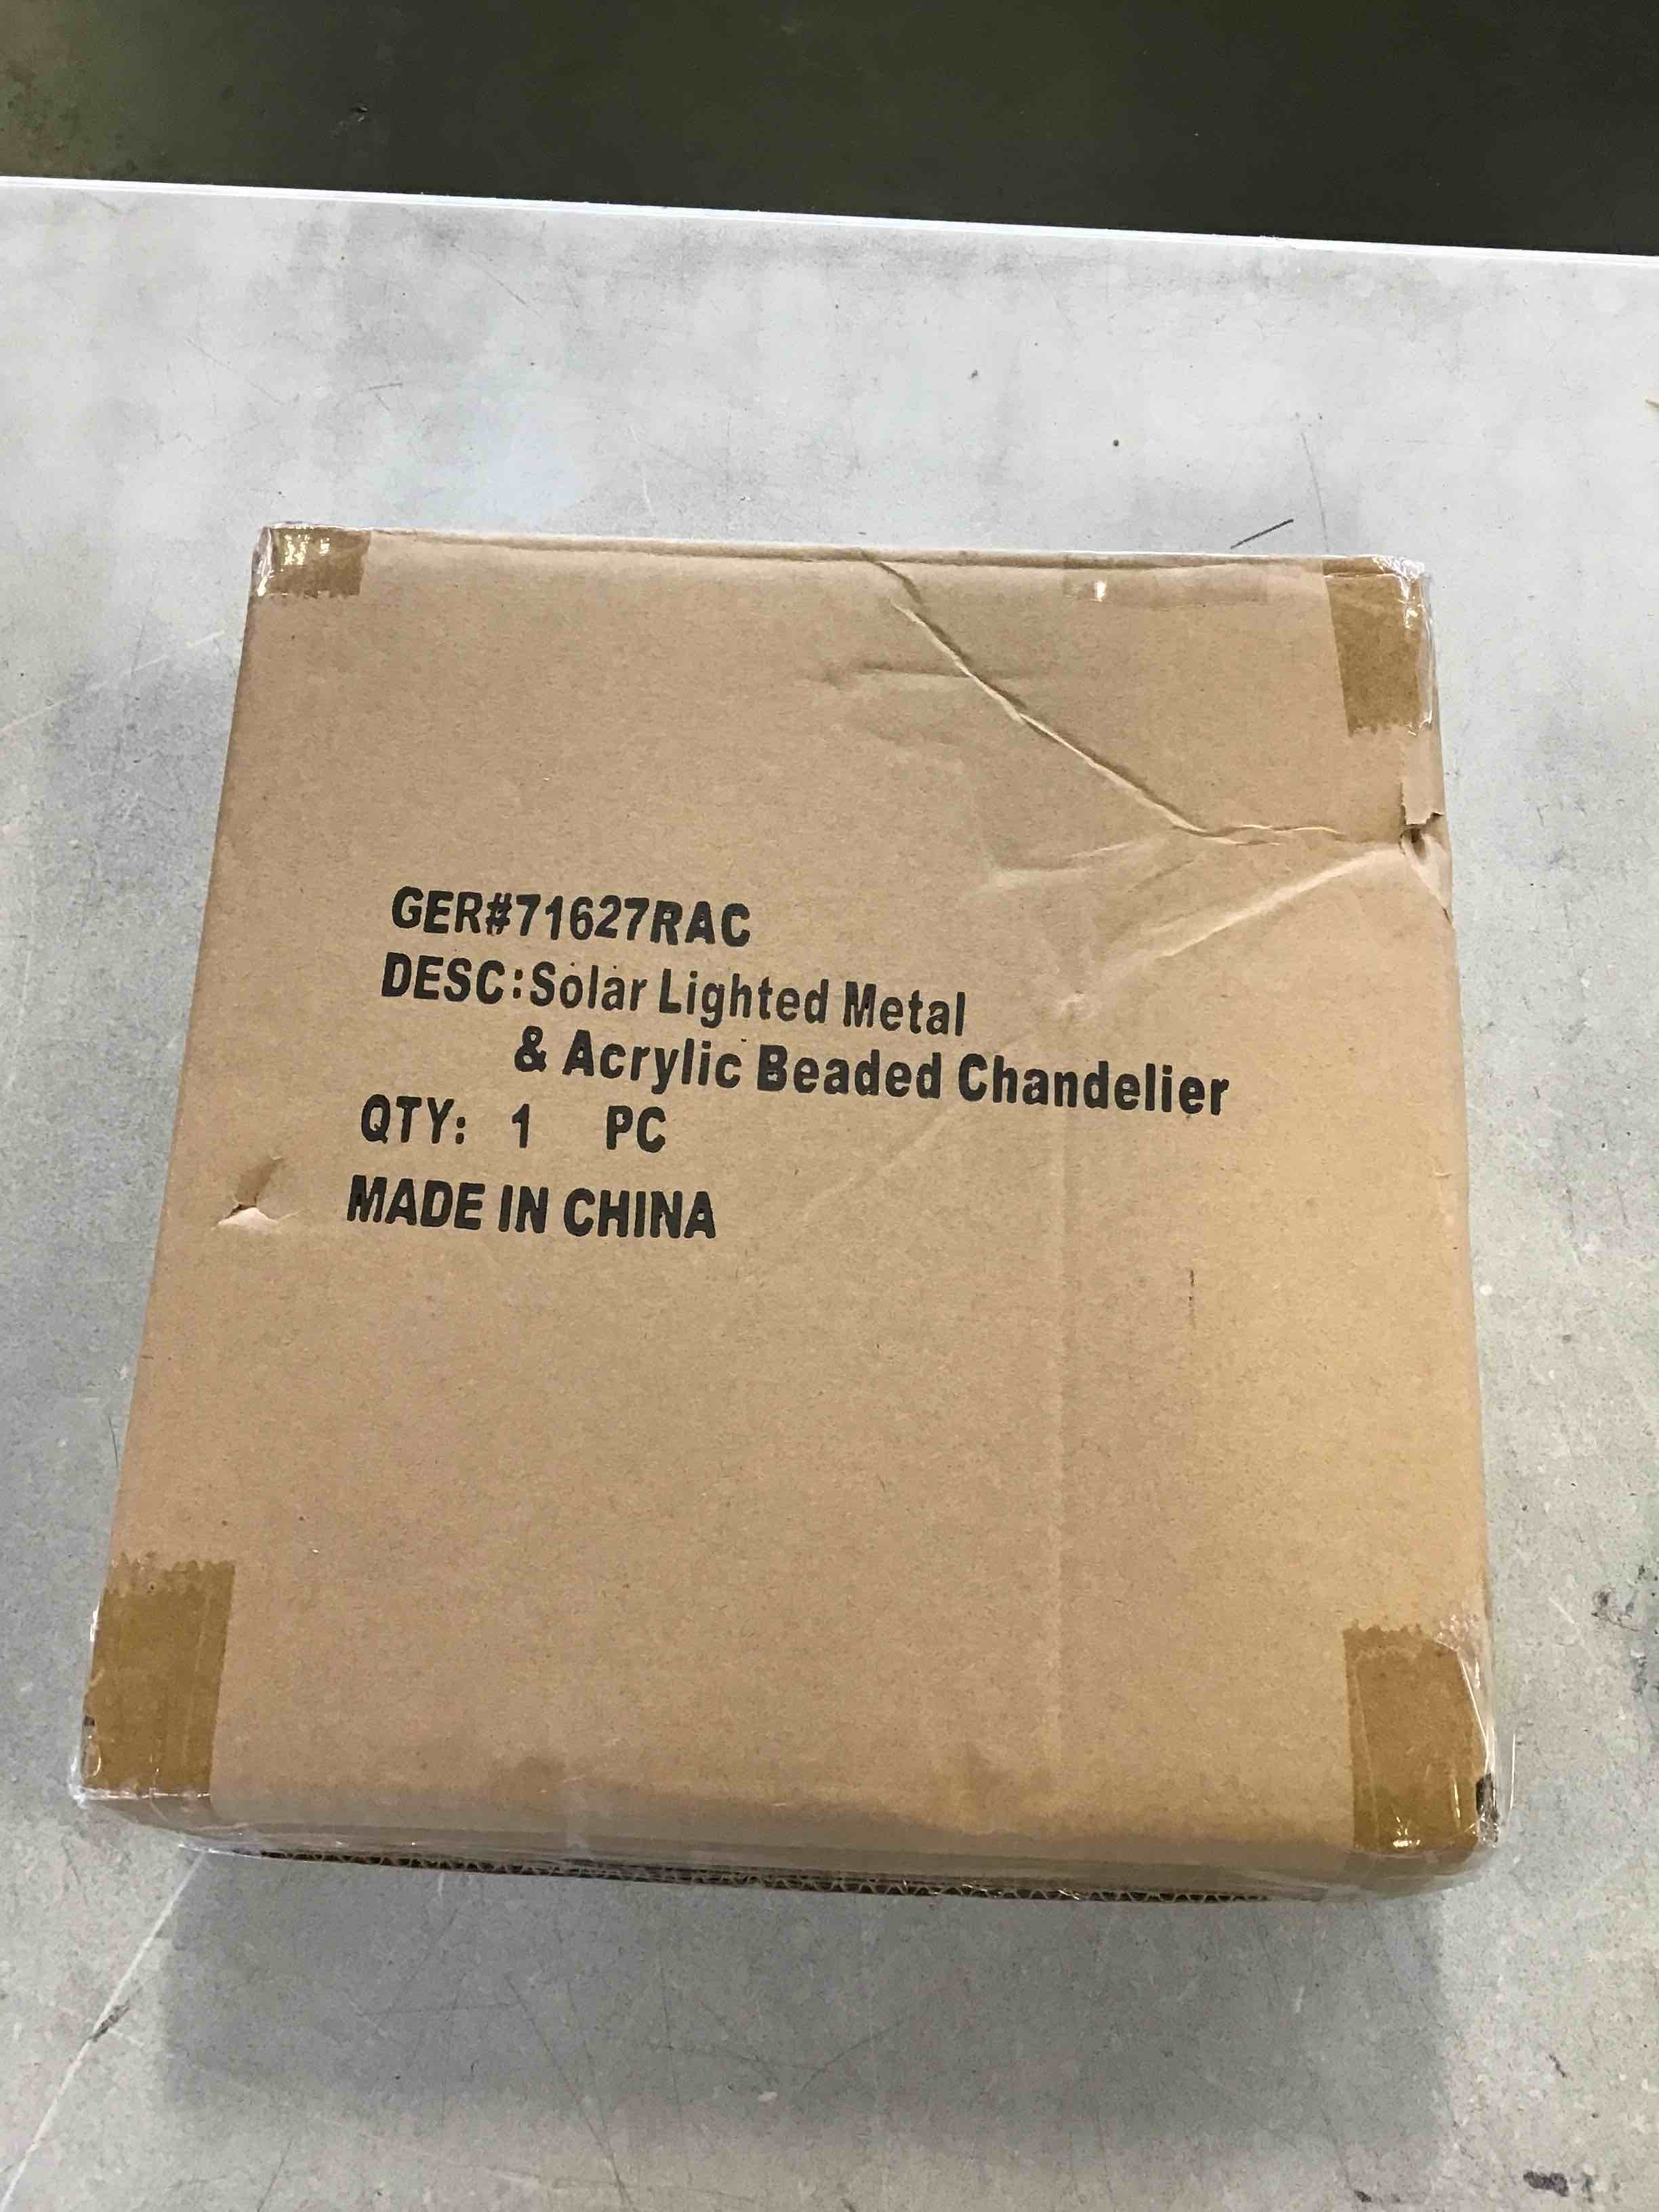 GER#71627RAC
DESC:Solar Lighted Metal
& Acrylic Beaded Chandelier
QTY: 1 PC
MADE IN CHINA